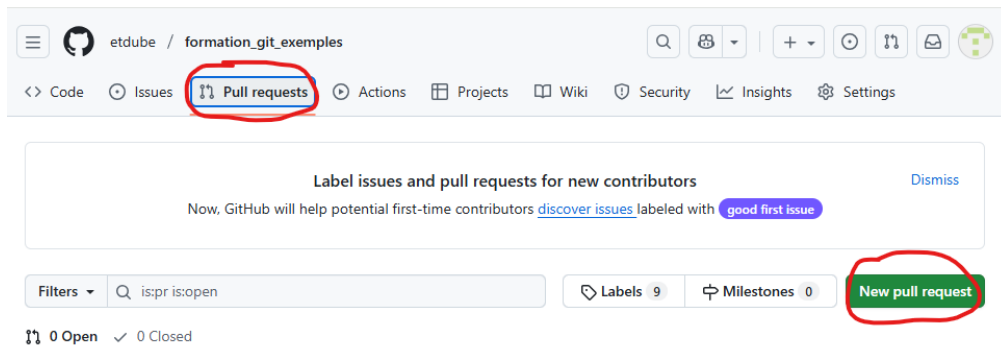 etdube / formation_git_exemples
Code Issues Pull requests Actions Projects Wiki Security Insights Settings
Label issues and pull requests for new contributors Dismiss
Now, GitHub will help potential first-time contributors discover issues labeled with good first issue
Filters is:pr is:open Labels 9 Milestones 0 New pull request
0 Open 0 Closed